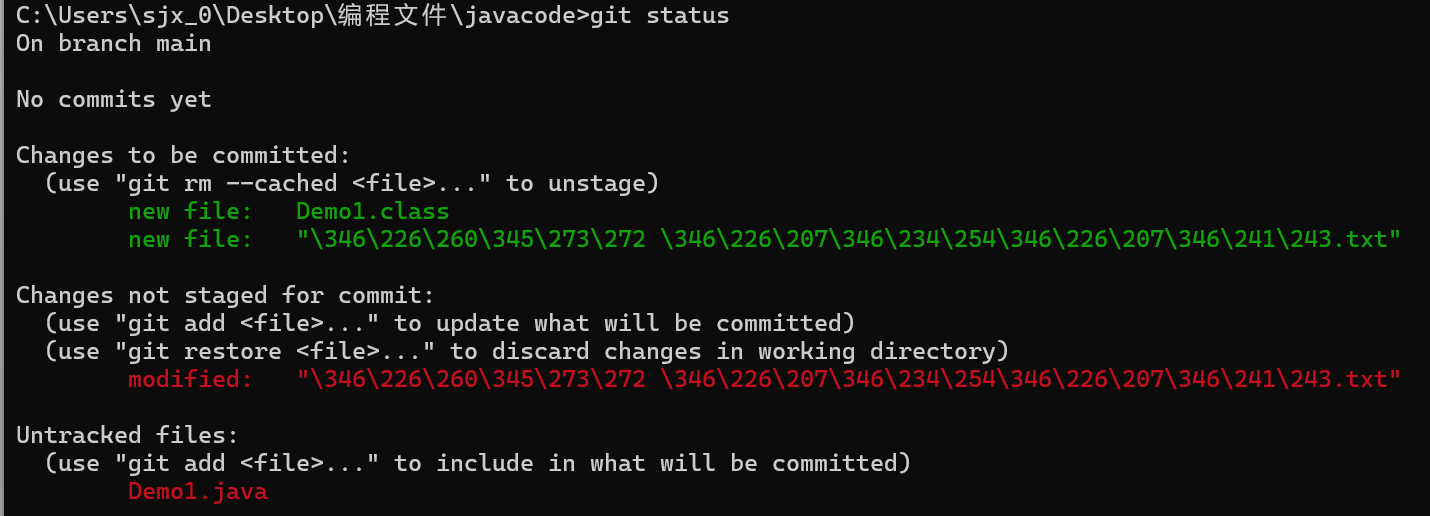 C:\Users\sjx_0\Desktop\编程文件\javacode>git status
On branch main
No commits yet
Changes to be committed:
(use "git rm --cached <file>..." to unstage)
new file:   Demo1.class
new file:   "\346\226\260\345\273\272 \346\226\207\346\234\254\346\226\207\346\241\243.txt"
Changes not staged for commit:
(use "git add <file>..." to update what will be committed)
(use "git restore <file>..." to discard changes in working directory)
modified:   "\346\226\260\345\273\272 \346\226\207\346\234\254\346\226\207\346\241\243.txt"
Untracked files:
(use "git add <file>..." to include in what will be committed)
Demo1.java